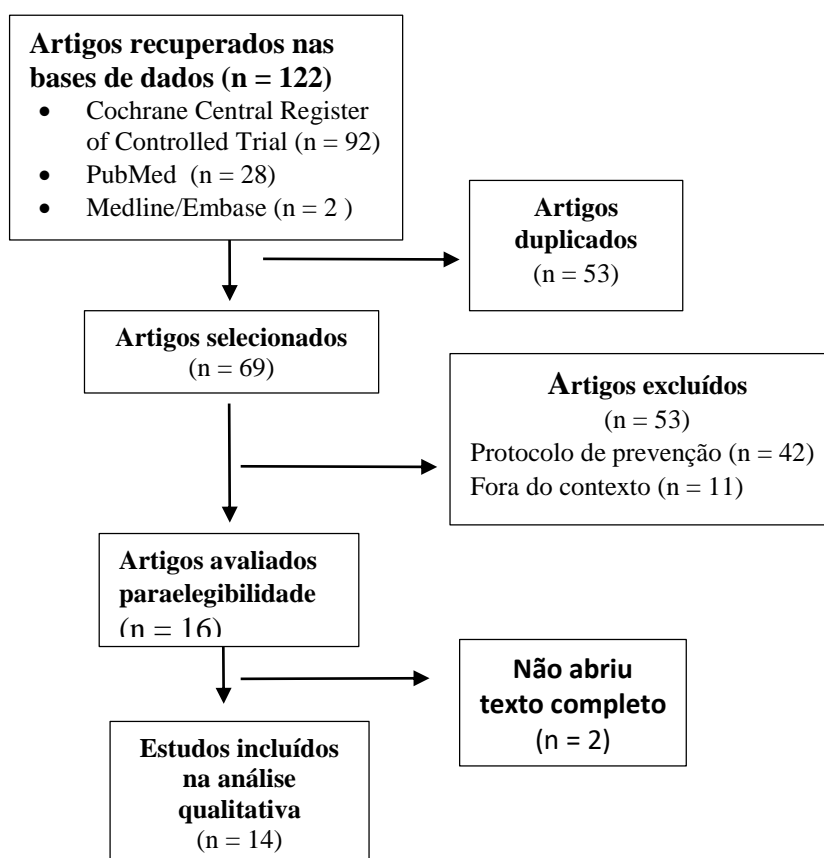 Artigos recuperados nas
bases de dados (n = 122)
• Cochrane Central Register
of Controlled Trial (n = 92)
• PubMed (n = 28)
• Medline/Embase (n = 2 )
Artigos
duplicados
(n = 53)
Artigos selecionados
(n = 69)
Artigos excluídos
(n = 53)
Protocolo de prevenção (n = 42)
Fora do contexto (n = 11)
Artigos avaliados
paraelegibilidade
(n = 16)
Não abriu
texto completo
(n = 2)
Estudos incluídos
na análise
qualitativa
(n = 14)